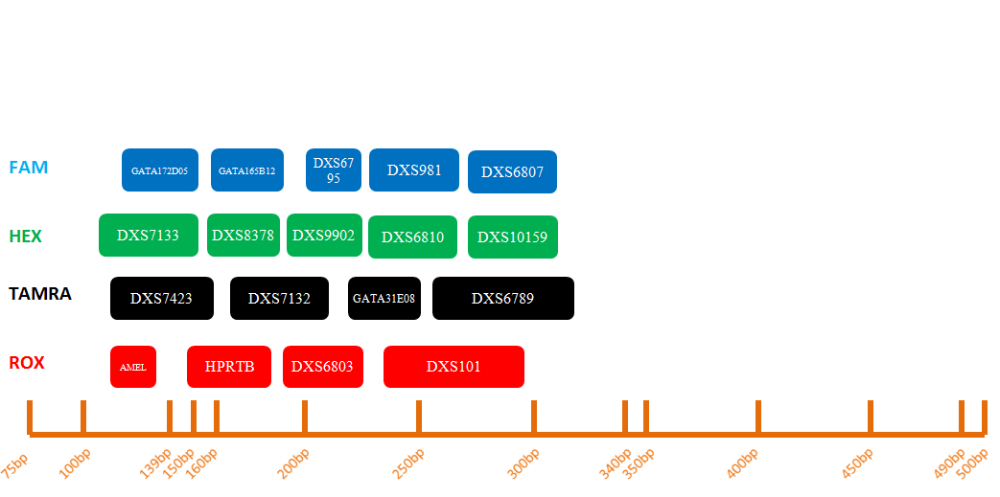 FAM GATA172D05 GATA165B12 DXS67 DXS981 DXS6807
95
HEX DXS7133 DXS8378 DXS9902 DXS6810 DXS10159
TAMRA DXS7423 DXS7132 GATA31E08 DXS6789
ROX AMEL HPRTB DXS6803 DXS101
75bp 100bp 139bp 150bp 160bp 200bp 250bp 300bp 340bp 350bp 400bp 450bp 490bp 500bp